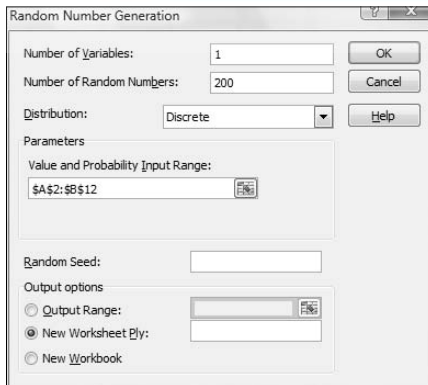 Random Number Generation
Number of Variables: 1 OK
Number of Random Numbers: 200 Cancel
Distribution: Discrete Help
Parameters
Value and Probability Input Range:
$A$2:$B$12
Random Seed:
Output options
Output Range:
New Worksheet Ply:
New Workbook